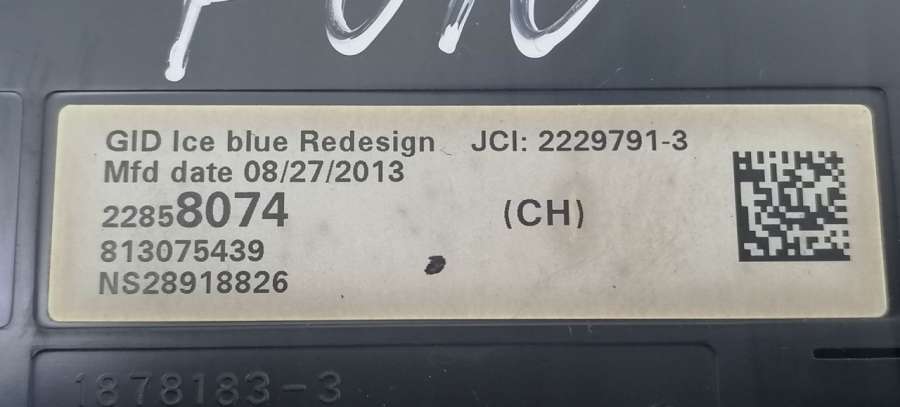 GID Ice blue Redesign JCI: 2229791-3
Mfd date 08/27/2013
22858074 (CH)
813075439
NS28918826
1878183-3